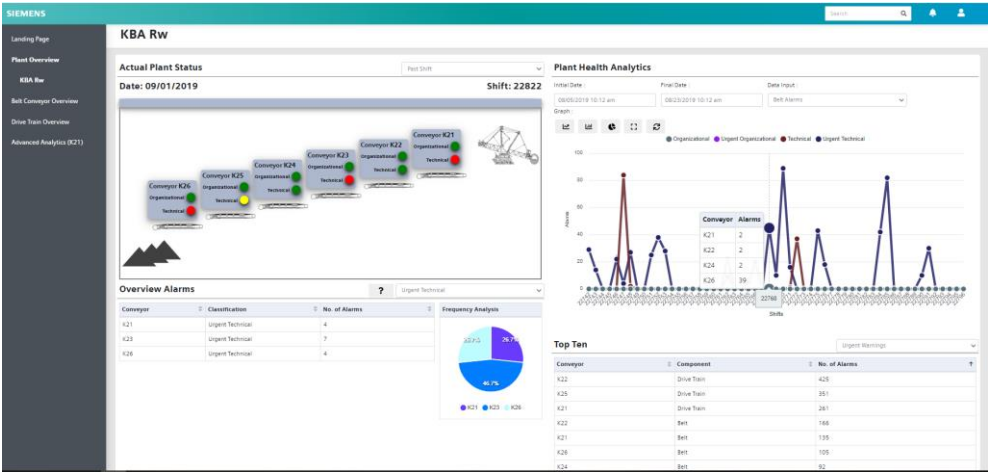 SIEMENS
Search
KBA Rw
Landing Page
Plant Overview
KBA Rw
Belt Conveyor Overview
Drive Train Overview
Advanced Analytics (K21)
Actual Plant Status
Past Shift
Date: 09/01/2019
Shift: 22822
Conveyor K21
Organizational
Technical
Conveyor K22
Organizational
Technical
Conveyor K23
Organizational
Technical
Conveyor K24
Organizational
Technical
Conveyor K25
Organizational
Technical
Conveyor K26
Organizational
Technical
Overview Alarms
?
Urgent Technical
Conveyor Classification No. of Alarms
K21 Urgent Technical 4
K23 Urgent Technical 7
K26 Urgent Technical 4
Frequency Analysis
26.7%
46.7%
K21 K23 K26
Plant Health Analytics
Initial Date : Final Date : Data Input :
08/05/2019 10:12 am 08/23/2019 10:12 am Belt Alarms
Graph :
Organizational Urgent Organizational Technical Urgent Technical
100
80
60
40
20
0
Alarms
Conveyor Alarms
K21 2
K22 2
K24 2
K26 39
22768
Shifts
Top Ten
Urgent Warnings
Conveyor Component No. of Alarms
K22 Drive Train
K25 Drive Train 351
K21 Drive Train 261
K22 Belt
K21 Belt 135
K26 Belt 105
K24 Belt 92